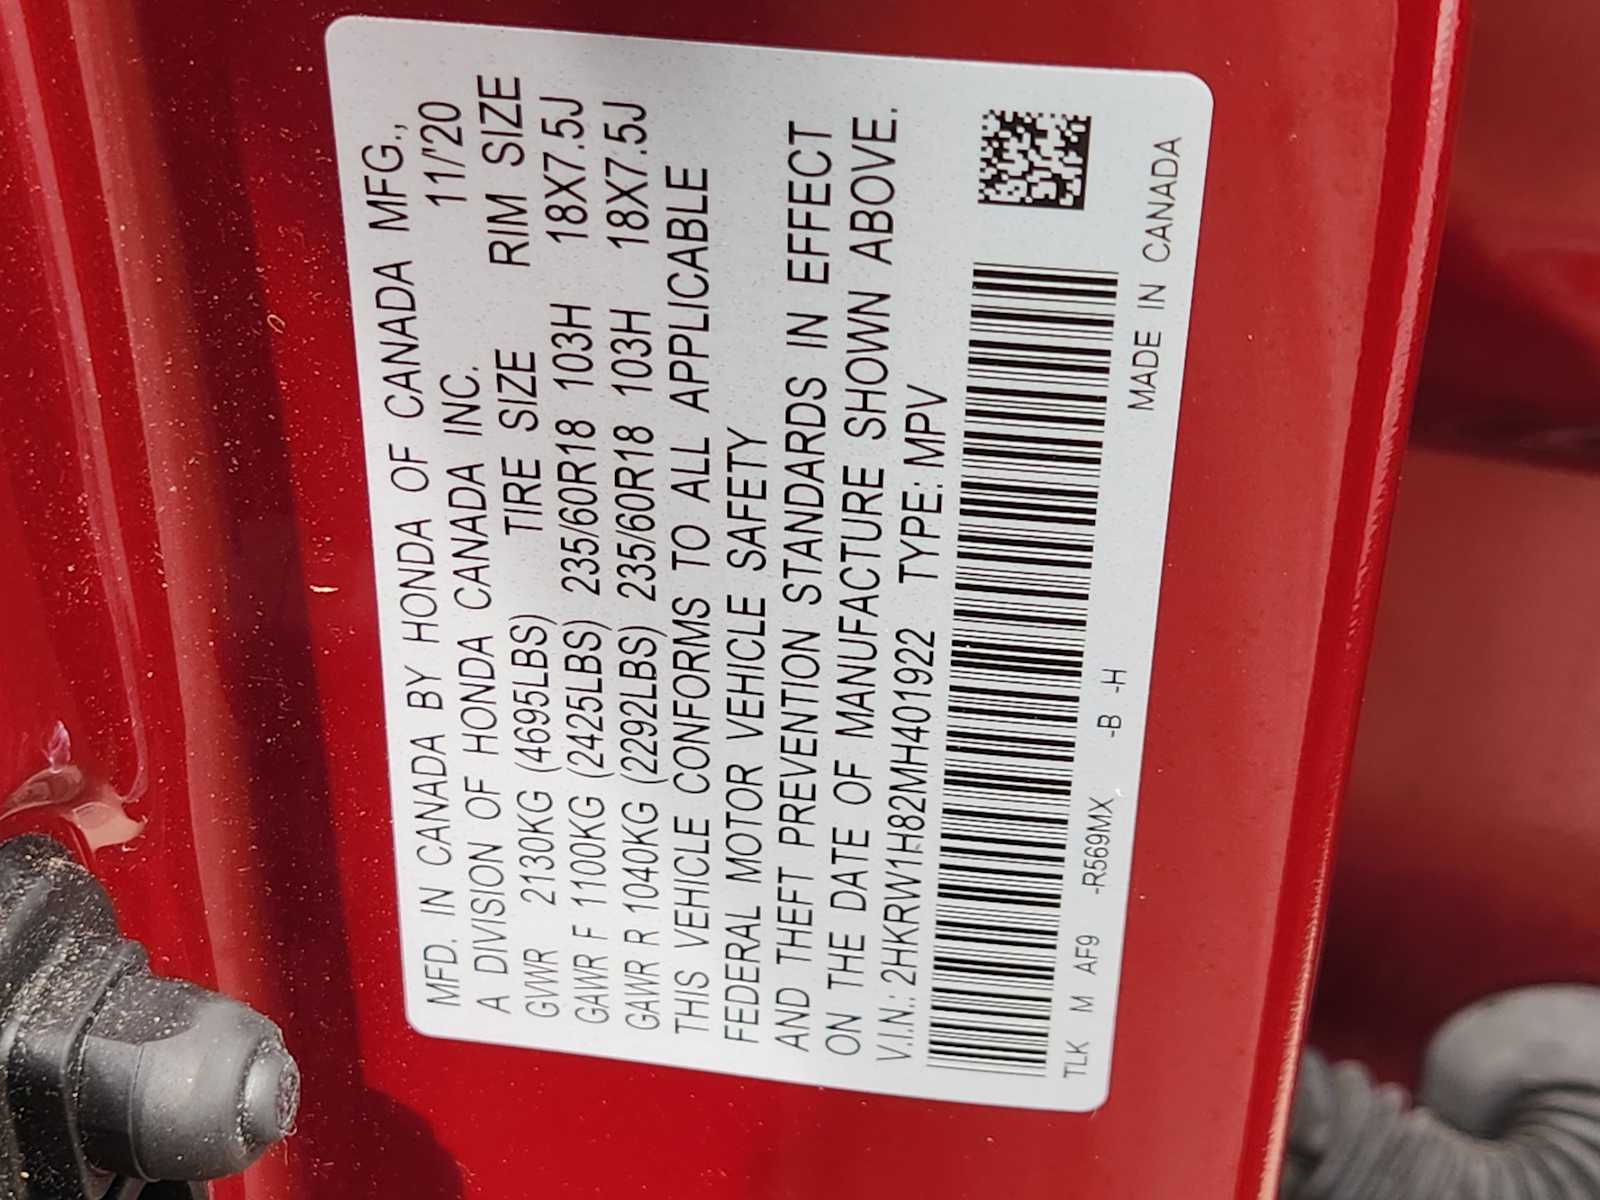 MFD. IN CANADA BY HONDA OF CANADA MFG.,
A DIVISION OF HONDA CANADA INC. 11/'20
GVWR 2130KG (4695LBS) TIRE SIZE RIM SIZE
GAWR F 1100KG (2425LBS) 235/60R18 103H 18X7.5J
GAWR R 1040KG (2292LBS) 235/60R18 103H 18X7.5J
THIS VEHICLE CONFORMS TO ALL APPLICABLE
FEDERAL MOTOR VEHICLE SAFETY
AND THEFT PREVENTION STANDARDS IN EFFECT
ON THE DATE OF MANUFACTURE SHOWN ABOVE.
V.I.N.: 2HKRW1H82MH401922 TYPE: MPV
TLK M AF9 -R569MX -B -H
MADE IN CANADA